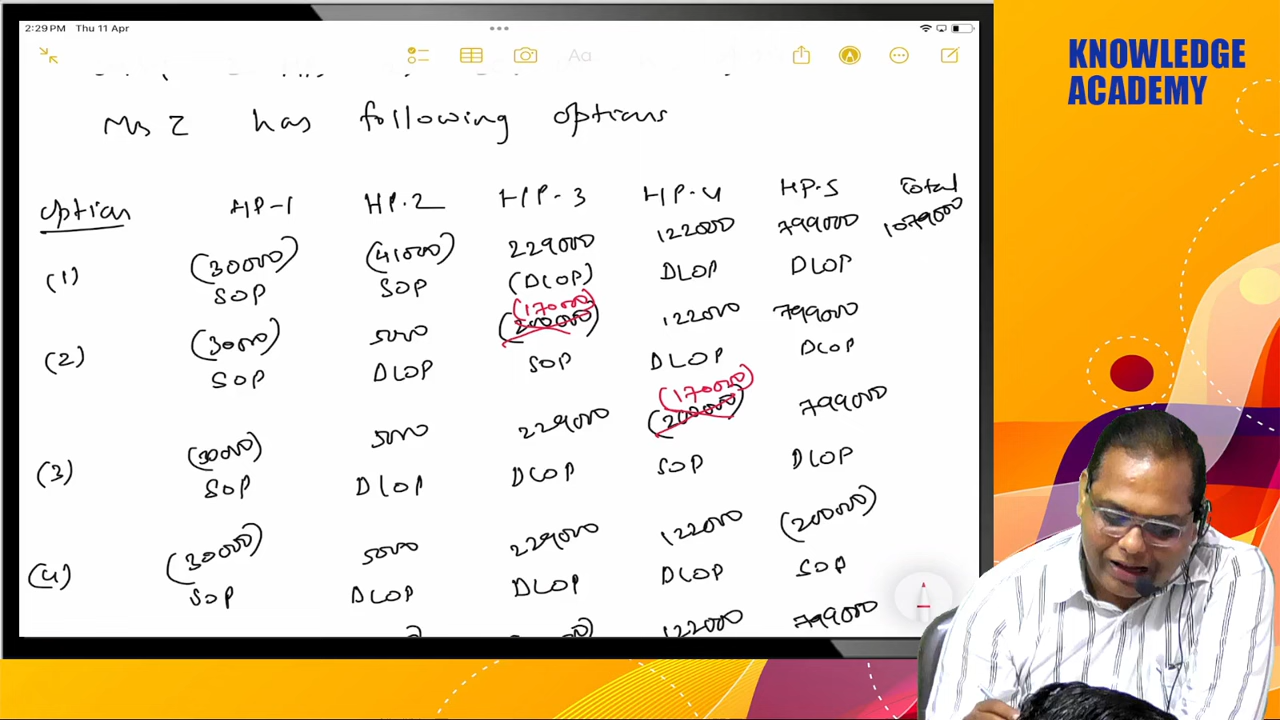 2:29 PM Thu 11 Apr
Aa
KNOWLEDGE
ACADEMY
Ms Z has following options
Option HP-1 HP-2 HP-3 HP-4 HP-5 Total
(1) (30000) (41000) 229000 122000 799000 1079000
SOP SOP (DLOP) DLOP DLOP
(170000)
(2) (30000) 5000 (200000) 122000 799000
SOP DLOP SOP DLOP DLOP
(170000)
(3) (30000) 5000 229000 (200000) 799000
SOP DLOP DLOP SOP DLOP
(4) (30000) 5000 229000 122000 (200000)
SOP DLOP DLOP DLOP SOP
122000 799000